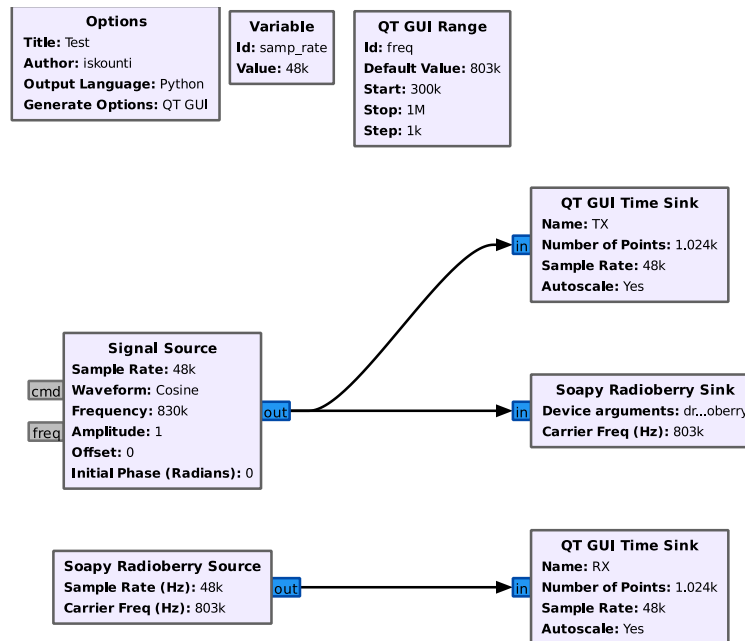 Options
Title: Test
Author: iskounti
Output Language: Python
Generate Options: QT GUI
Variable
Id: samp_rate
Value: 48k
QT GUI Range
Id: freq
Default Value: 803k
Start: 300k
Stop: 1M
Step: 1k
QT GUI Time Sink
Name: TX
Number of Points: 1.024k
Sample Rate: 48k
Autoscale: Yes
in
Signal Source
Sample Rate: 48k
Waveform: Cosine
Frequency: 830k
Amplitude: 1
Offset: 0
Initial Phase (Radians): 0
cmd
freq
out
Soapy Radioberry Sink
Device arguments: dr...oberry
Carrier Freq (Hz): 803k
in
Soapy Radioberry Source
Sample Rate (Hz): 48k
Carrier Freq (Hz): 803k
out
QT GUI Time Sink
Name: RX
Number of Points: 1.024k
Sample Rate: 48k
Autoscale: Yes
in